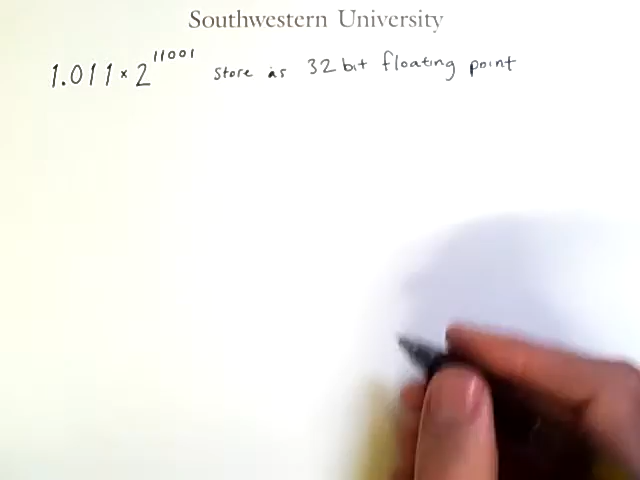 Southwestern University
1.011 × 2^11001 store as 32 bit floating point